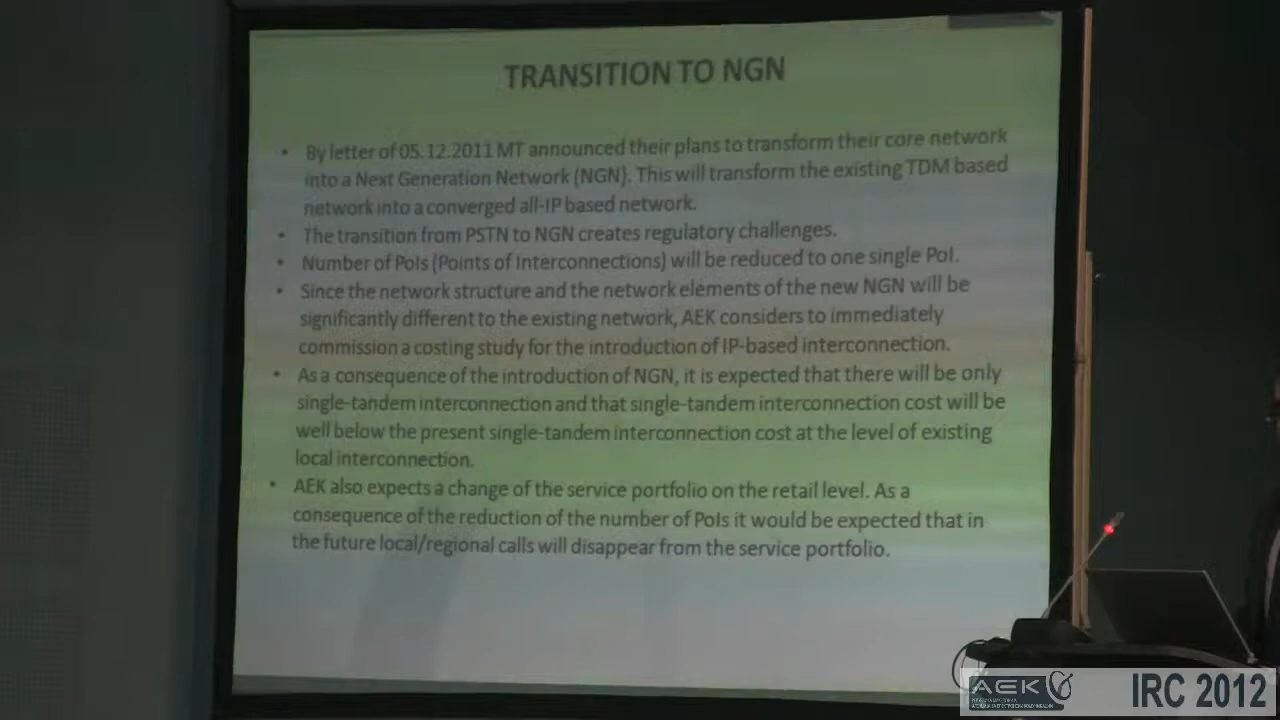 TRANSITION TO NGN
• By letter of 05.12.2011 MT announced their plans to transform their core network
into a Next Generation Network (NGN). This will transform the existing TDM based
network into a converged all-IP based network.
• The transition from PSTN to NGN creates regulatory challenges.
• Number of PoIs (Points of Interconnections) will be reduced to one single PoI.
• Since the network structure and the network elements of the new NGN will be
significantly different to the existing network, AEK considers to immediately
commission a costing study for the introduction of IP-based interconnection.
• As a consequence of the introduction of NGN, it is expected that there will be only
single-tandem interconnection and that single-tandem interconnection cost will be
well below the present single-tandem interconnection cost at the level of existing
local interconnection.
• AEK also expects a change of the service portfolio on the retail level. As a
consequence of the reduction of the number of PoIs it would be expected that in
the future local/regional calls will disappear from the service portfolio.
AEK
IRC 2012